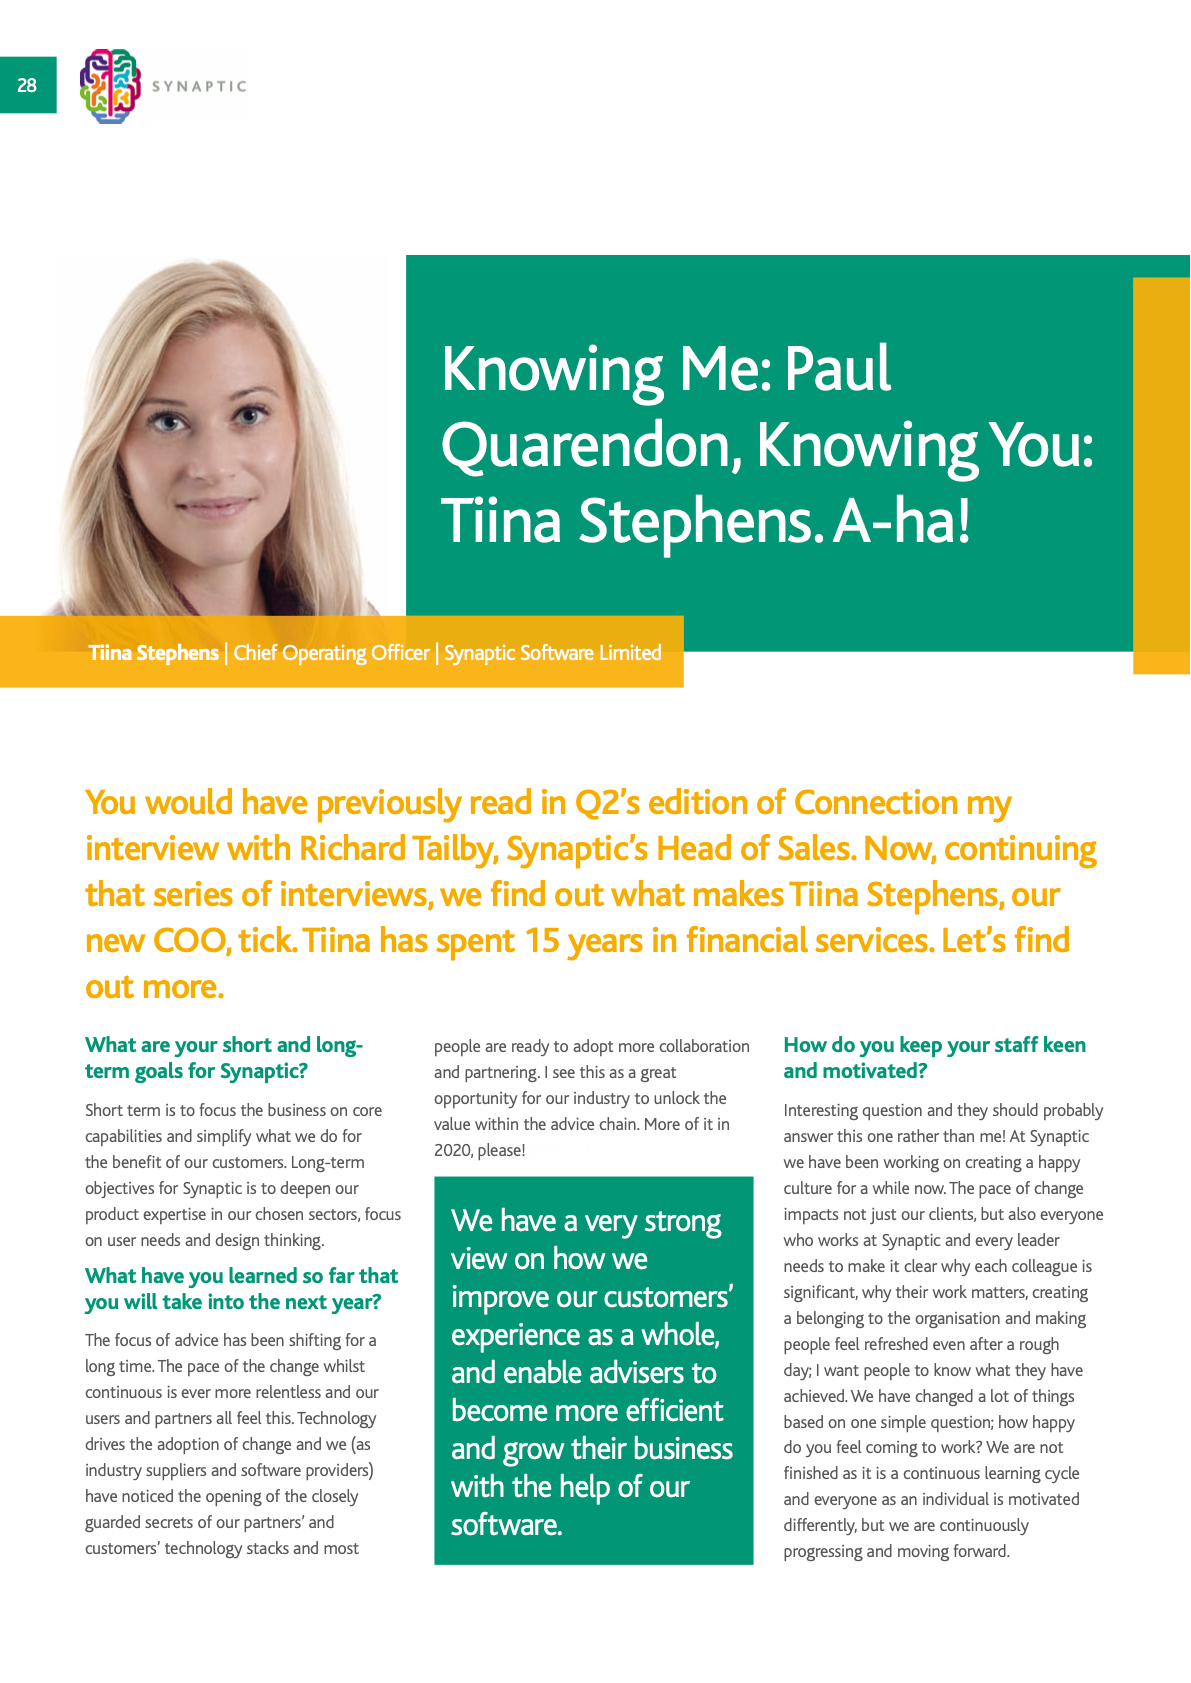 28
SYNAPTIC
Knowing Me: Paul
Quarendon, Knowing You:
Tiina Stephens. A-ha!
Tiina Stephens | Chief Operating Officer | Synaptic Software Limited
You would have previously read in Q2's edition of Connection my
interview with Richard Tailby, Synaptic's Head of Sales. Now, continuing
that series of interviews, we find out what makes Tiina Stephens, our
new COO, tick. Tiina has spent 15 years in financial services. Let's find
out more.
What are your short and long-
term goals for Synaptic?
Short term is to focus the business on core
capabilities and simplify what we do for
the benefit of our customers. Long-term
objectives for Synaptic is to deepen our
product expertise in our chosen sectors, focus
on user needs and design thinking.
What have you learned so far that
you will take into the next year?
The focus of advice has been shifting for a
long time. The pace of the change whilst
continuous is ever more relentless and our
users and partners all feel this. Technology
drives the adoption of change and we (as
industry suppliers and software providers)
have noticed the opening of the closely
guarded secrets of our partners' and
customers' technology stacks and most
people are ready to adopt more collaboration
and partnering. I see this as a great
opportunity for our industry to unlock the
value within the advice chain. More of it in
2020, please!
We have a very strong
view on how we
improve our customers'
experience as a whole,
and enable advisers to
become more efficient
and grow their business
with the help of our
software.
How do you keep your staff keen
and motivated?
Interesting question and they should probably
answer this one rather than me! At Synaptic
we have been working on creating a happy
culture for a while now. The pace of change
impacts not just our clients, but also everyone
who works at Synaptic and every leader
needs to make it clear why each colleague is
significant, why their work matters, creating
a belonging to the organisation and making
people feel refreshed even after a rough
day; I want people to know what they have
achieved. We have changed a lot of things
based on one simple question; how happy
do you feel coming to work? We are not
finished as it is a continuous learning cycle
and everyone as an individual is motivated
differently, but we are continuously
progressing and moving forward.